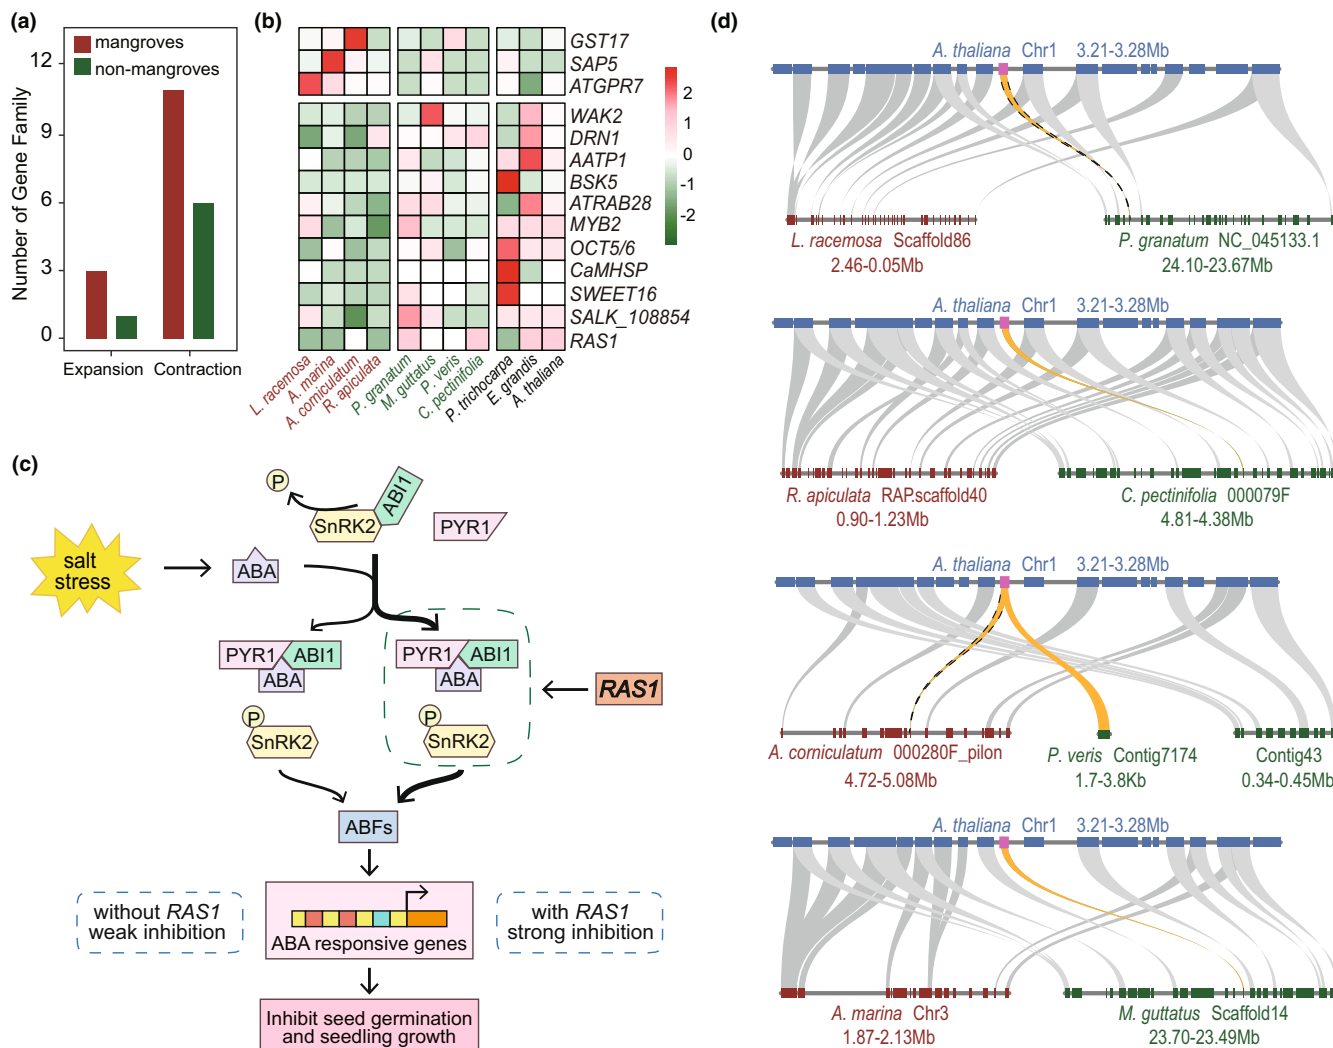 (a)
mangroves
non-mangroves
Number of Gene Family
12
9
6
3
0
Expansion
Contraction
(b)
GST17
SAP5
ATGPR7
WAK2
DRN1
AATP1
BSK5
ATRAB28
MYB2
OCT5/6
CaMHSP
SWEET16
SALK_108854
RAS1
2
1
0
-1
-2
L. racemosa
A. marina
A. corniculatum
R. apiculata
P. granatum
M. guttatus
P. veris
C. pectinifolia
P. trichocarpa
E. grandis
A. thaliana
(c)
P
SnRK2
ABI1
PYR1
salt
stress
ABA
PYR1
ABI1
ABA
PYR1
ABI1
ABA
RAS1
P
SnRK2
P
SnRK2
ABFs
without RAS1
weak inhibition
ABA responsive genes
with RAS1
strong inhibition
Inhibit seed germination
and seedling growth
(d)
A. thaliana Chr1 3.21-3.28Mb
L. racemosa Scaffold86
2.46-0.05Mb
P. granatum NC_045133.1
24.10-23.67Mb
A. thaliana Chr1 3.21-3.28Mb
R. apiculata RAP.scaffold40
0.90-1.23Mb
C. pectinifolia 000079F
4.81-4.38Mb
A. thaliana Chr1 3.21-3.28Mb
A. corniculatum 000280F_pilon
4.72-5.08Mb
P. veris Contig7174
1.7-3.8Kb
Contig43
0.34-0.45Mb
A. thaliana Chr1 3.21-3.28Mb
A. marina Chr3
1.87-2.13Mb
M. guttatus Scaffold14
23.70-23.49Mb